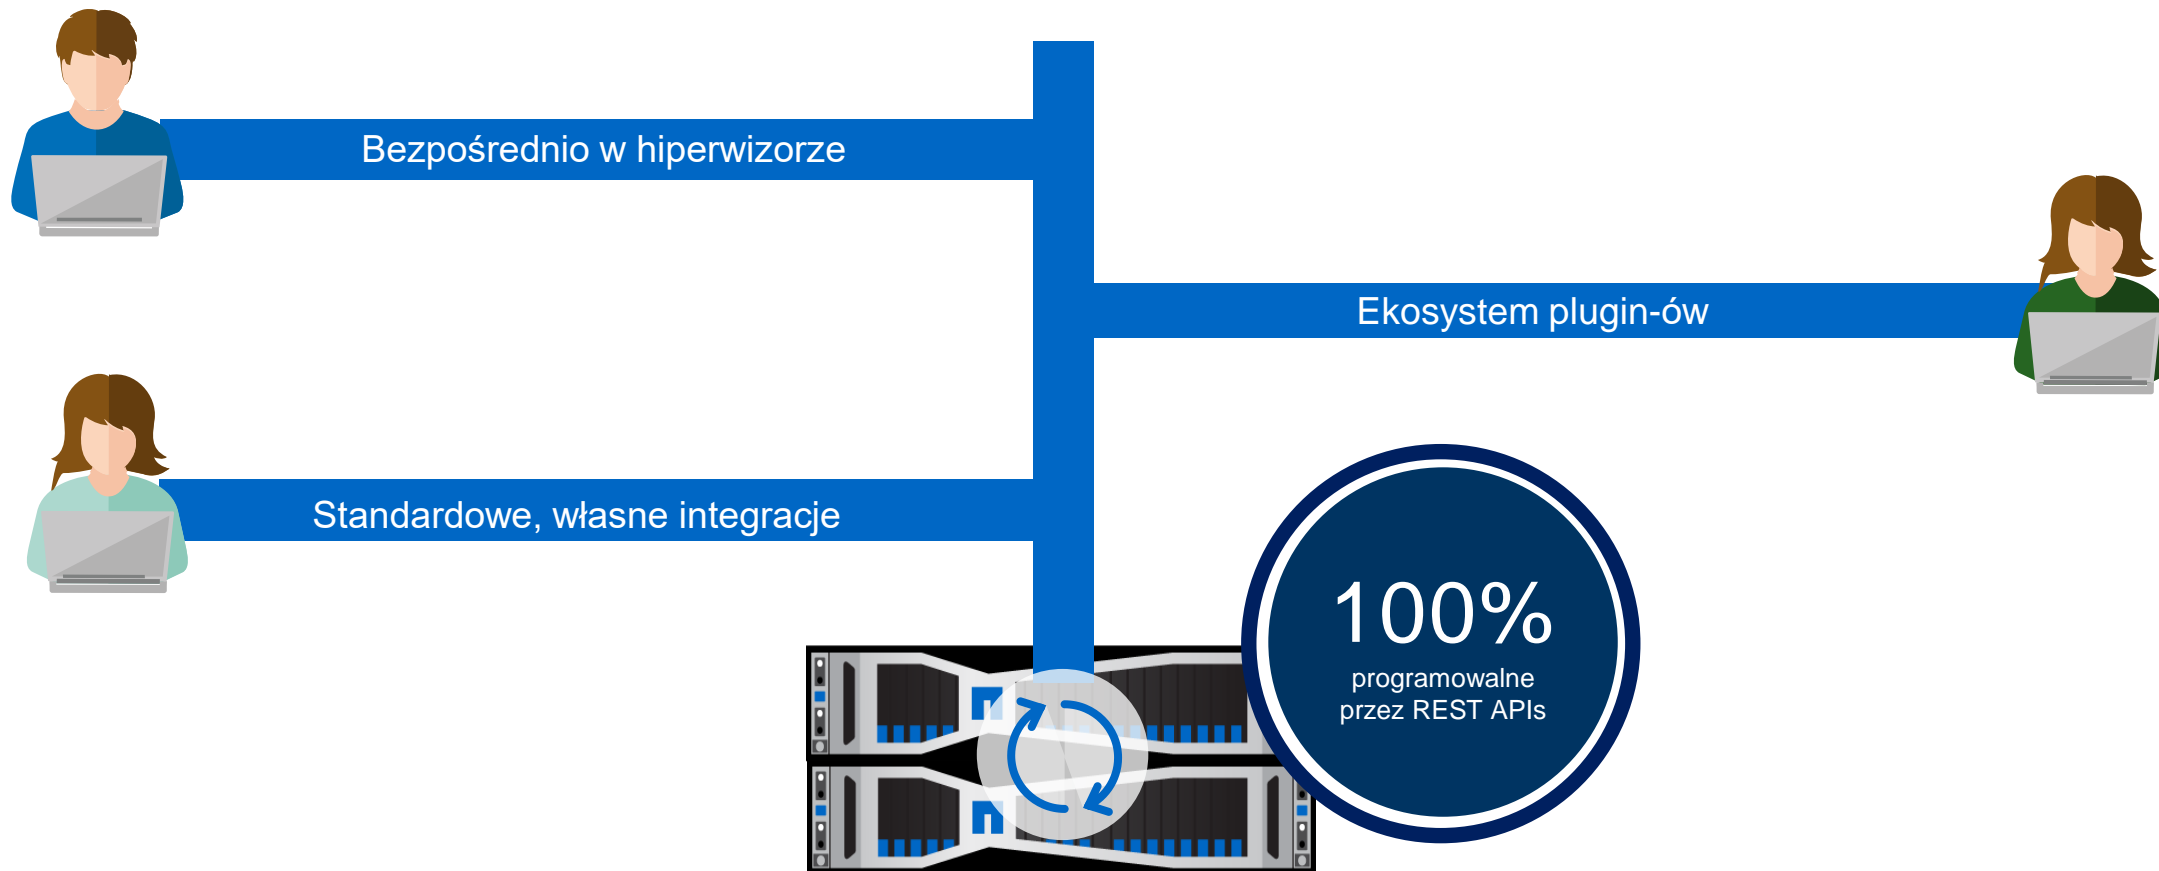 Bezpośrednio w hiperwizorze
Ekosystem plugin-ów
Standardowe, własne integracje
100%
programowalne
przez REST APIs